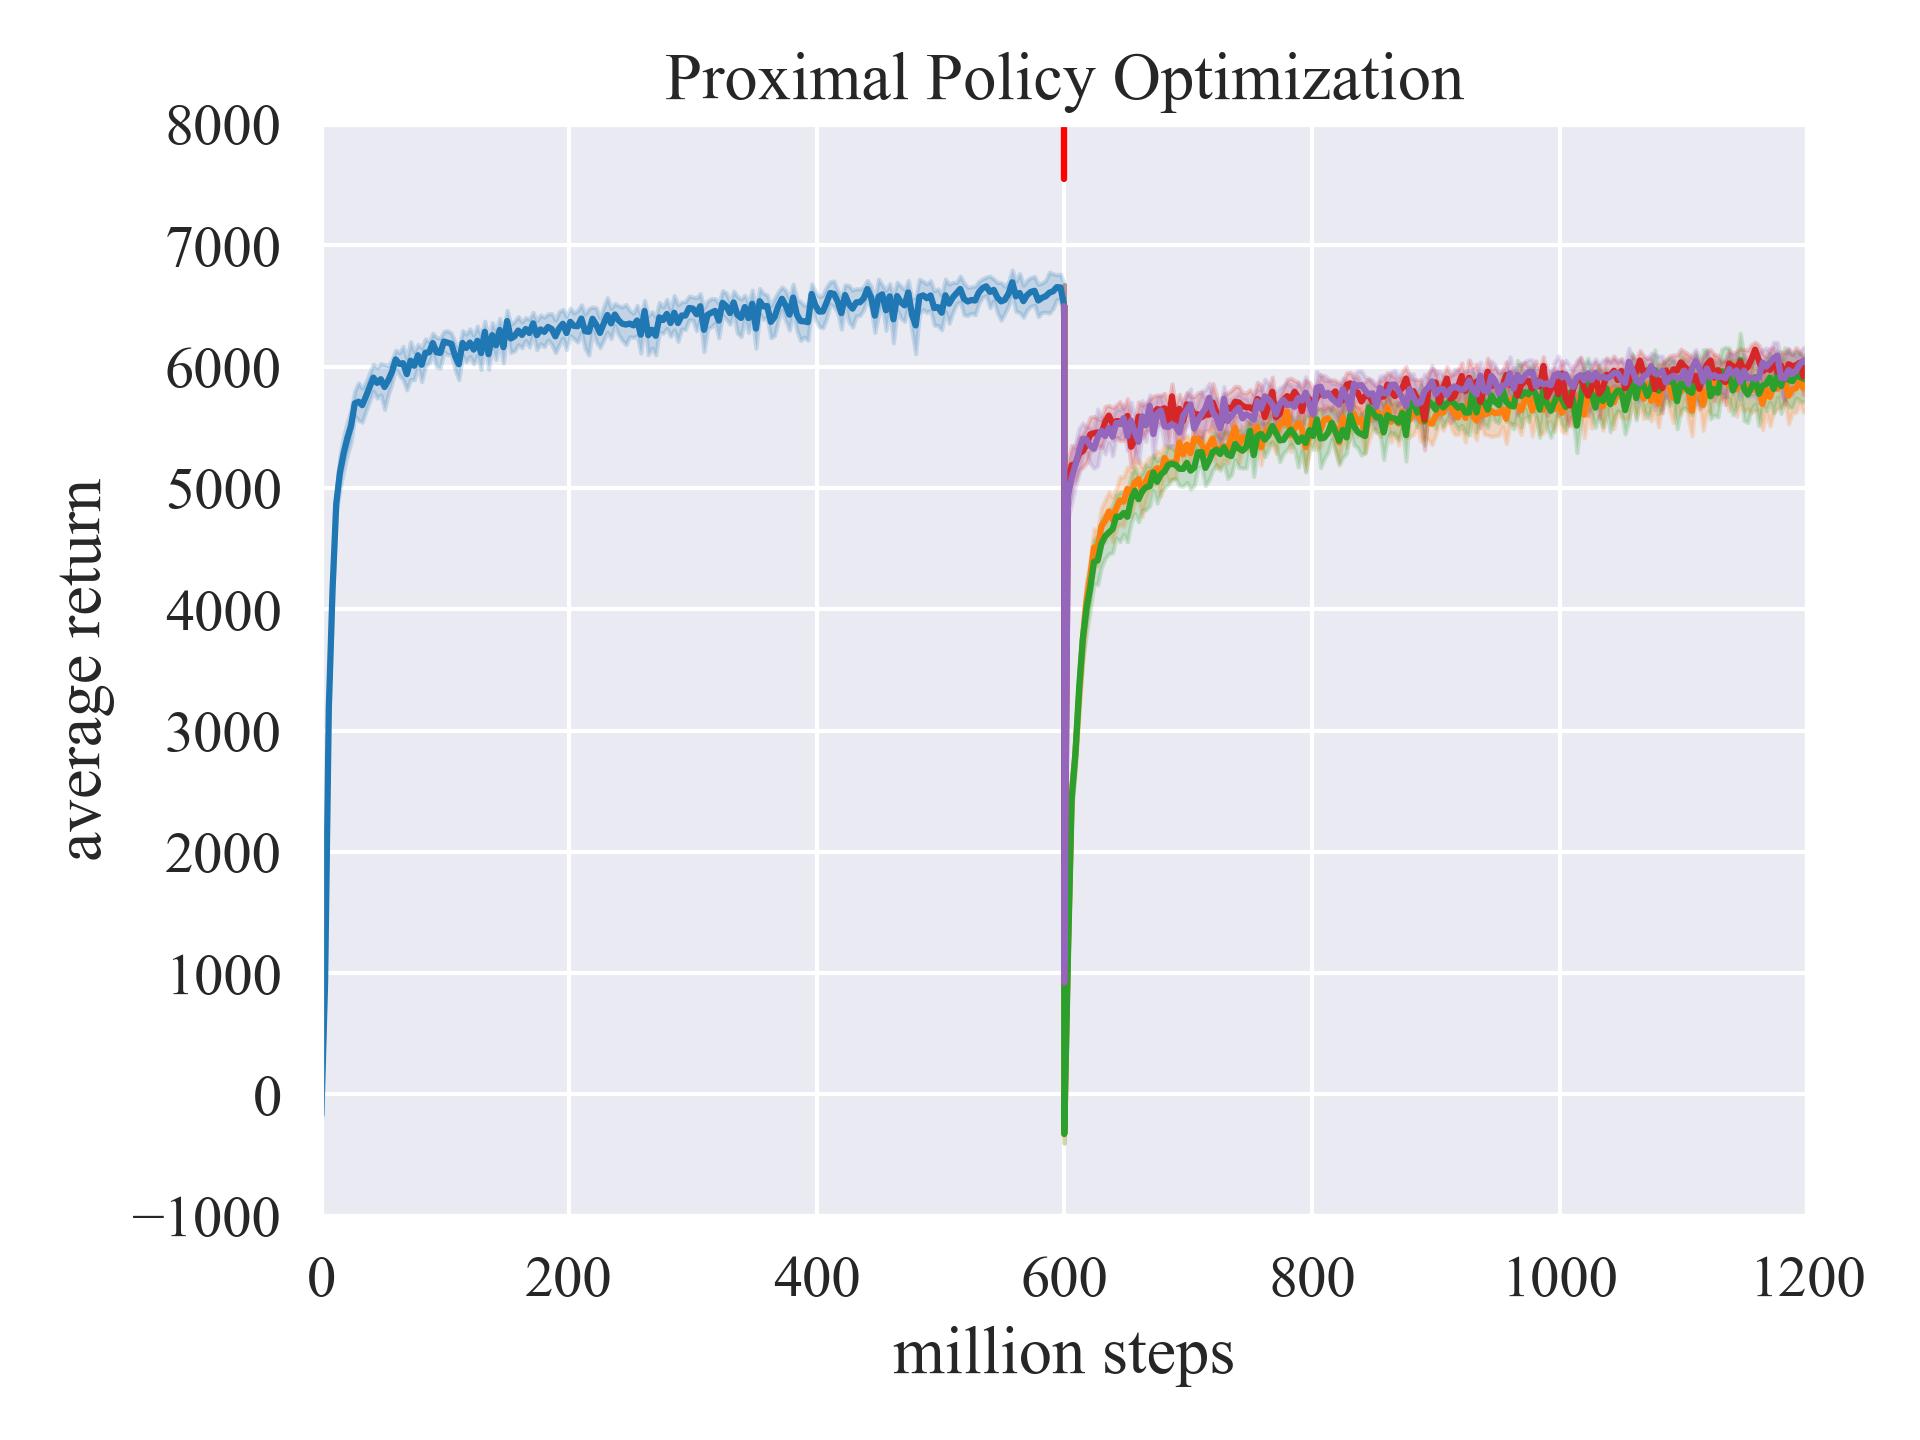 Proximal Policy Optimization
8000
7000
6000
5000
4000
3000
2000
1000
0
−1000
average return
0 200 400 600 800 1000 1200
million steps